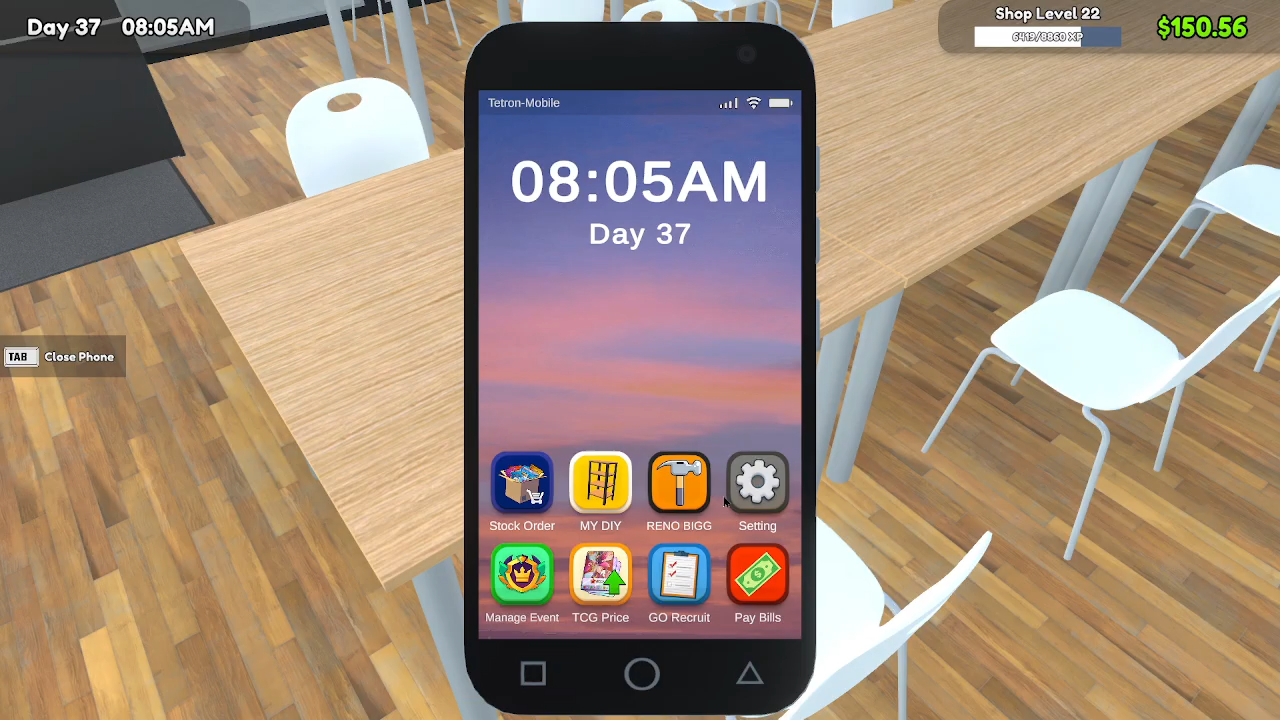 Day 37 08:05AM
Shop Level 22
6419/8860 XP
$150.56
Tetron-Mobile
08:05AM
Day 37
TAB Close Phone
Stock Order MY DIY RENO BIGG Setting
Manage Event TCG Price GO Recruit Pay Bills